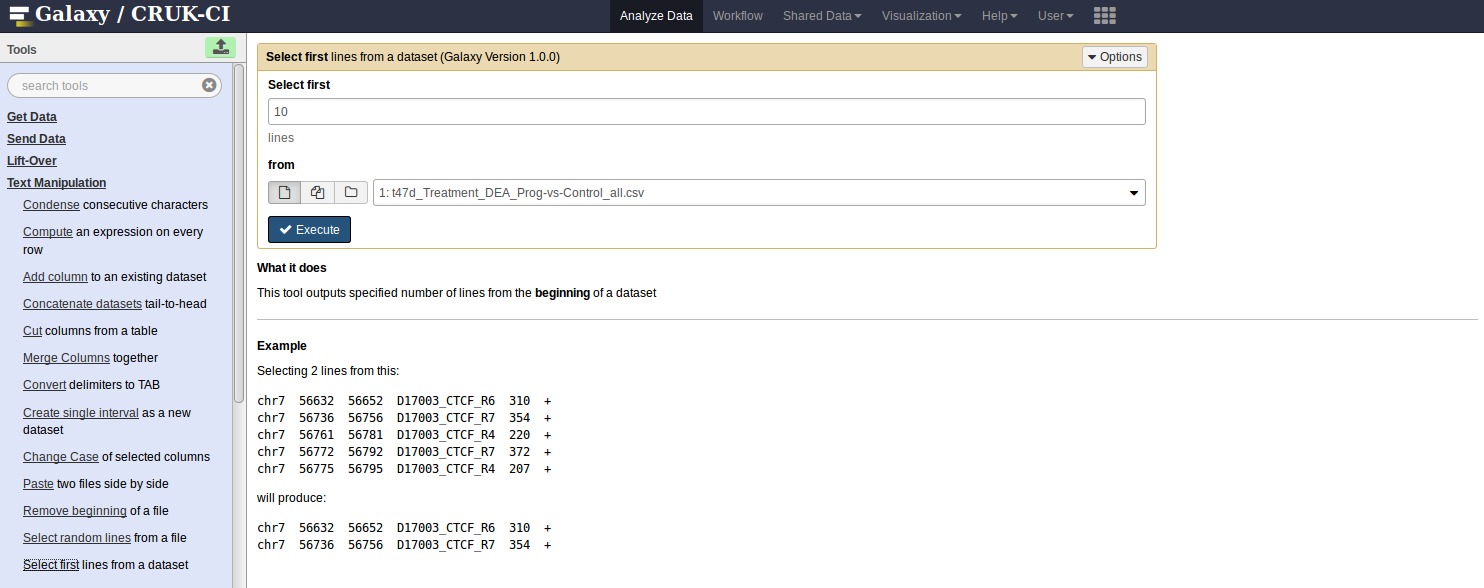 Galaxy / CRUK-CI
Analyze Data Workflow Shared Data Visualization Help User
Tools
search tools
Get Data
Send Data
Lift-Over
Text Manipulation
Condense consecutive characters
Compute an expression on every
row
Add column to an existing dataset
Concatenate datasets tail-to-head
Cut columns from a table
Merge Columns together
Convert delimiters to TAB
Create single interval as a new
dataset
Change Case of selected columns
Paste two files side by side
Remove beginning of a file
Select random lines from a file
Select first lines from a dataset
Select first lines from a dataset (Galaxy Version 1.0.0)
Options
Select first
10
lines
from
1: t47d_Treatment_DEA_Prog-vs-Control_all.csv
Execute
What it does
This tool outputs specified number of lines from the beginning of a dataset
Example
Selecting 2 lines from this:
chr7 56632 56652 D17003_CTCF_R6 310 +
chr7 56736 56756 D17003_CTCF_R7 354 +
chr7 56761 56781 D17003_CTCF_R4 220 +
chr7 56772 56792 D17003_CTCF_R7 372 +
chr7 56775 56795 D17003_CTCF_R4 207 +
will produce:
chr7 56632 56652 D17003_CTCF_R6 310 +
chr7 56736 56756 D17003_CTCF_R7 354 +